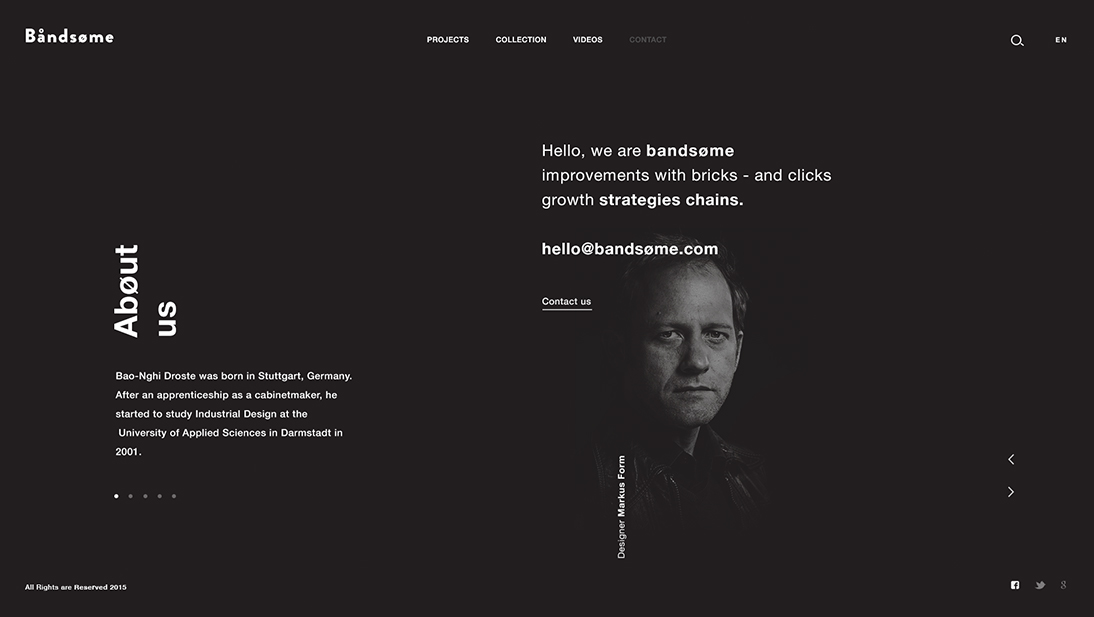 Båndsøme
PROJECTS
COLLECTION
VIDEOS
CONTACT
EN
Hello, we are bandsøme
improvements with bricks - and clicks
growth strategies chains.
hello@bandsøme.com
Contact us
Abøut
us
Bao-Nghi Droste was born in Stuttgart, Germany.
After an apprenticeship as a cabinetmaker, he
started to study Industrial Design at the
University of Applied Sciences in Darmstadt in
2001.
Designer Markus Form
All Rights are Reserved 2015